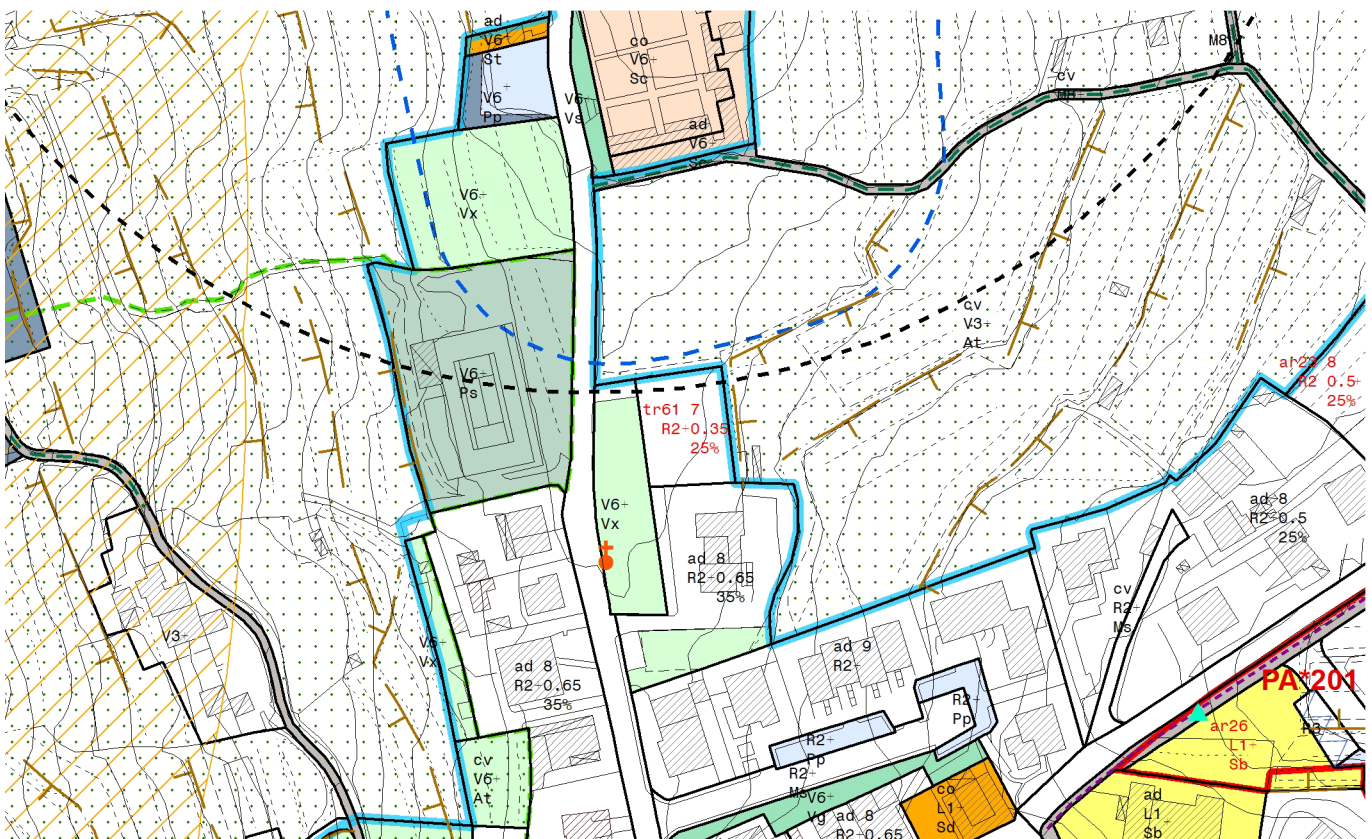 ad
V6+
St
V6+
Pp
V6+
Vs
co
V6+
Sc
ad
V6+
Sc
M8+
cv
M8+
V6+
Vx
V6+
Ps
cv
V3+
At
tr61 7
R2+0.35
25%
ar23 8
R2 0.5+
25%
V6+
Vx
ad 8
R2+0.65
35%
ad 8
R2+0.5
25%
cv
R2+
Ms
V3+
V6+
Vx
ad 8
R2+0.65
35%
ad 9
R2+
R2+
Pp
R2+
Pp
R2+
Ms
V6+
Vg
ad 8
R2+0.65
co
L1+
Sd
cv
V6+
At
PA*201
ar26
L1+
Sb
ad
L1+
Sb